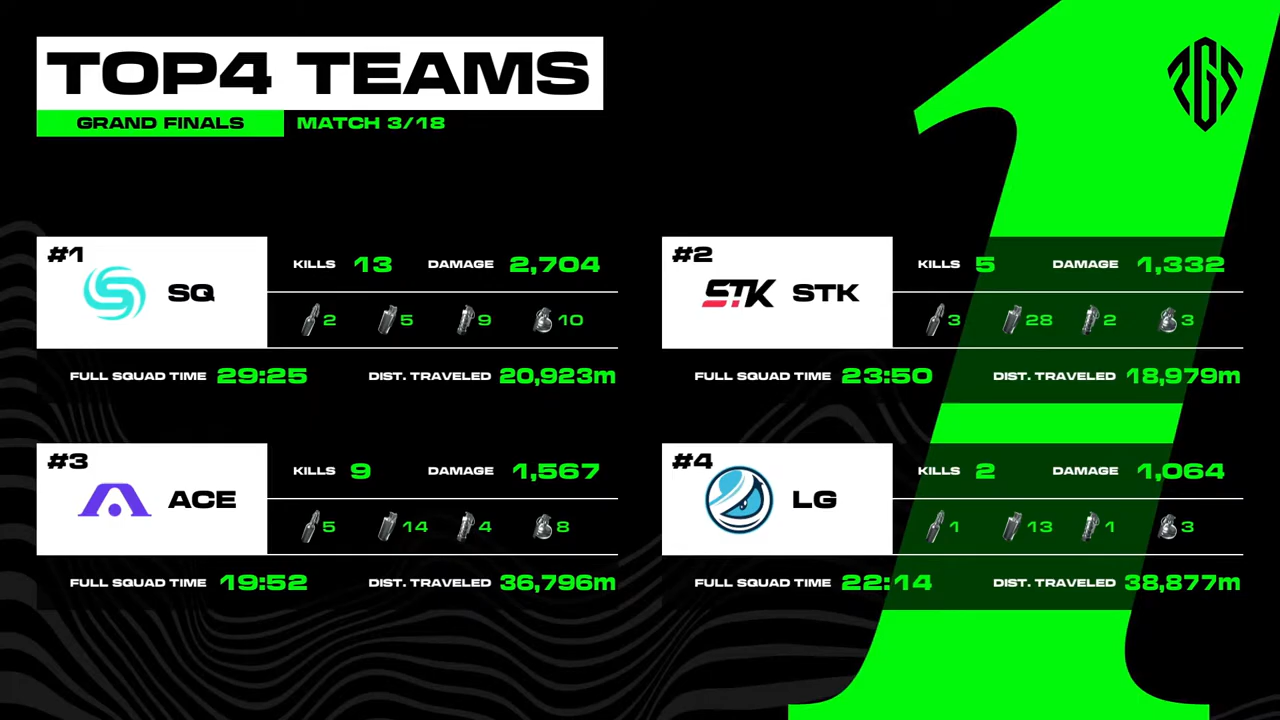 TOP4 TEAMS
GRAND FINALS MATCH 3/18
PGS
#1 SQ KILLS 13 DAMAGE 2,704
2 5 9 10
FULL SQUAD TIME 29:25 DIST. TRAVELED 20,923m
#2 STK STK KILLS 5 DAMAGE 1,332
3 28 2 3
FULL SQUAD TIME 23:50 DIST. TRAVELED 18,979m
#3 ACE KILLS 9 DAMAGE 1,567
5 14 4 8
FULL SQUAD TIME 19:52 DIST. TRAVELED 36,796m
#4 LG KILLS 2 DAMAGE 1,064
1 13 1 3
FULL SQUAD TIME 22:14 DIST. TRAVELED 38,877m